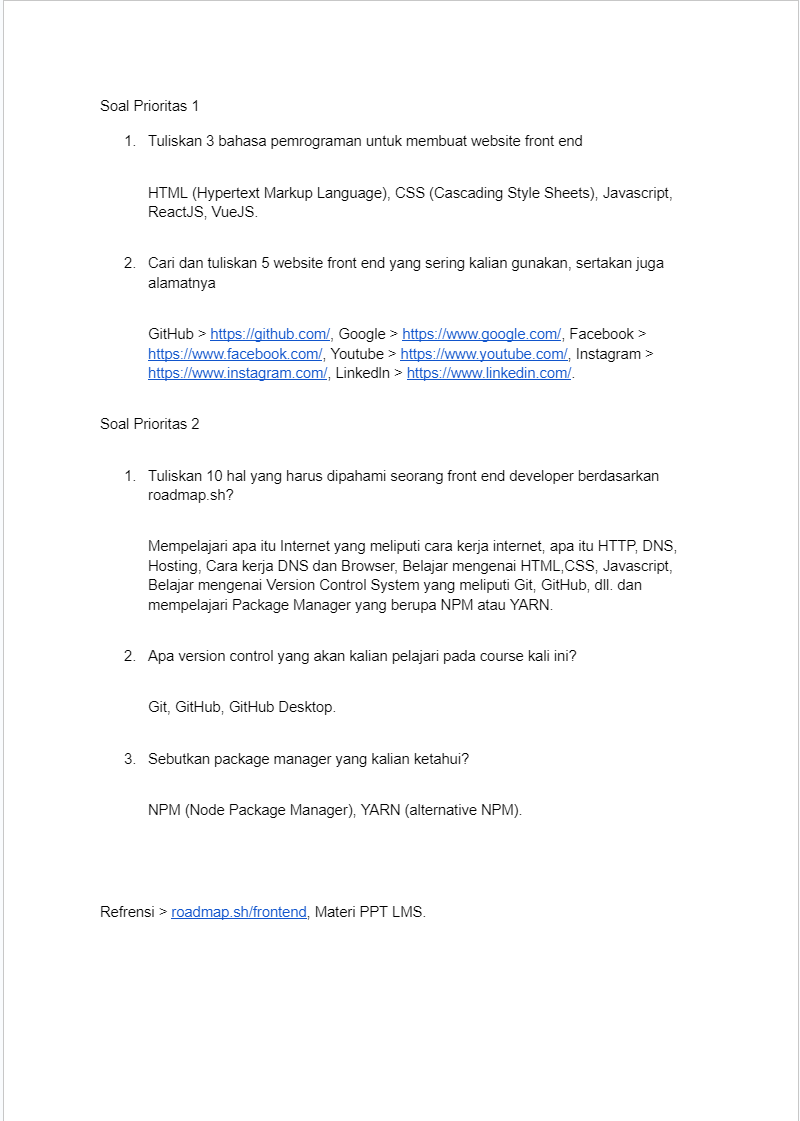 Soal Prioritas 1
1. Tuliskan 3 bahasa pemrograman untuk membuat website front end
HTML (Hypertext Markup Language), CSS (Cascading Style Sheets), Javascript,
ReactJS, VueJS.
2. Cari dan tuliskan 5 website front end yang sering kalian gunakan, sertakan juga
alamatnya
GitHub > https://github.com/, Google > https://www.google.com/, Facebook >
https://www.facebook.com/, Youtube > https://www.youtube.com/, Instagram >
https://www.instagram.com/, LinkedIn > https://www.linkedin.com/.
Soal Prioritas 2
1. Tuliskan 10 hal yang harus dipahami seorang front end developer berdasarkan
roadmap.sh?
Mempelajari apa itu Internet yang meliputi cara kerja internet, apa itu HTTP, DNS,
Hosting, Cara kerja DNS dan Browser, Belajar mengenai HTML,CSS, Javascript,
Belajar mengenai Version Control System yang meliputi Git, GitHub, dll. dan
mempelajari Package Manager yang berupa NPM atau YARN.
2. Apa version control yang akan kalian pelajari pada course kali ini?
Git, GitHub, GitHub Desktop.
3. Sebutkan package manager yang kalian ketahui?
NPM (Node Package Manager), YARN (alternative NPM).
Refrensi > roadmap.sh/frontend, Materi PPT LMS.